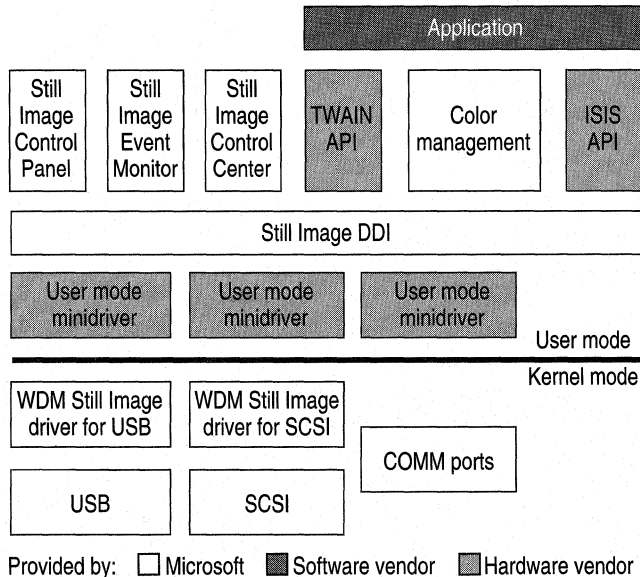 Application
Still
Image
Control
Panel
Still
Image
Event
Monitor
Still
Image
Control
Center
TWAIN
API
Color
management
ISIS
API
Still Image DDI
User mode
minidriver
User mode
minidriver
User mode
minidriver
User mode
Kernel mode
WDM Still Image
driver for USB
WDM Still Image
driver for SCSI
COMM ports
USB
SCSI
Provided by: Microsoft Software vendor Hardware vendor